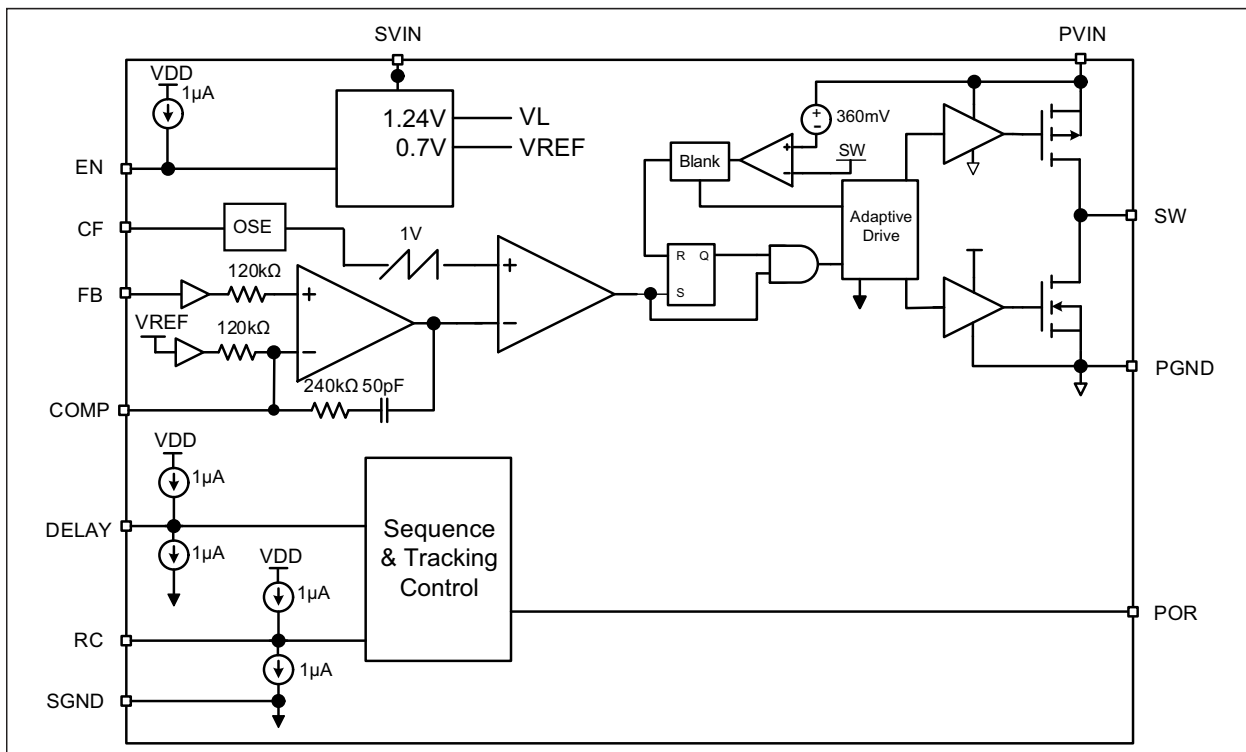 SVIN
PVIN
VDD
1µA
1.24V
VL
0.7V
VREF
EN
+
-
360mV
Blank
+
-
SW
CF
OSE
1V
Adaptive
Drive
SW
FB
120kΩ
+
+
R
Q
S
VREF
120kΩ
-
-
240kΩ 50pF
COMP
PGND
VDD
1µA
DELAY
1µA
VDD
1µA
Sequence
& Tracking
Control
RC
POR
1µA
SGND